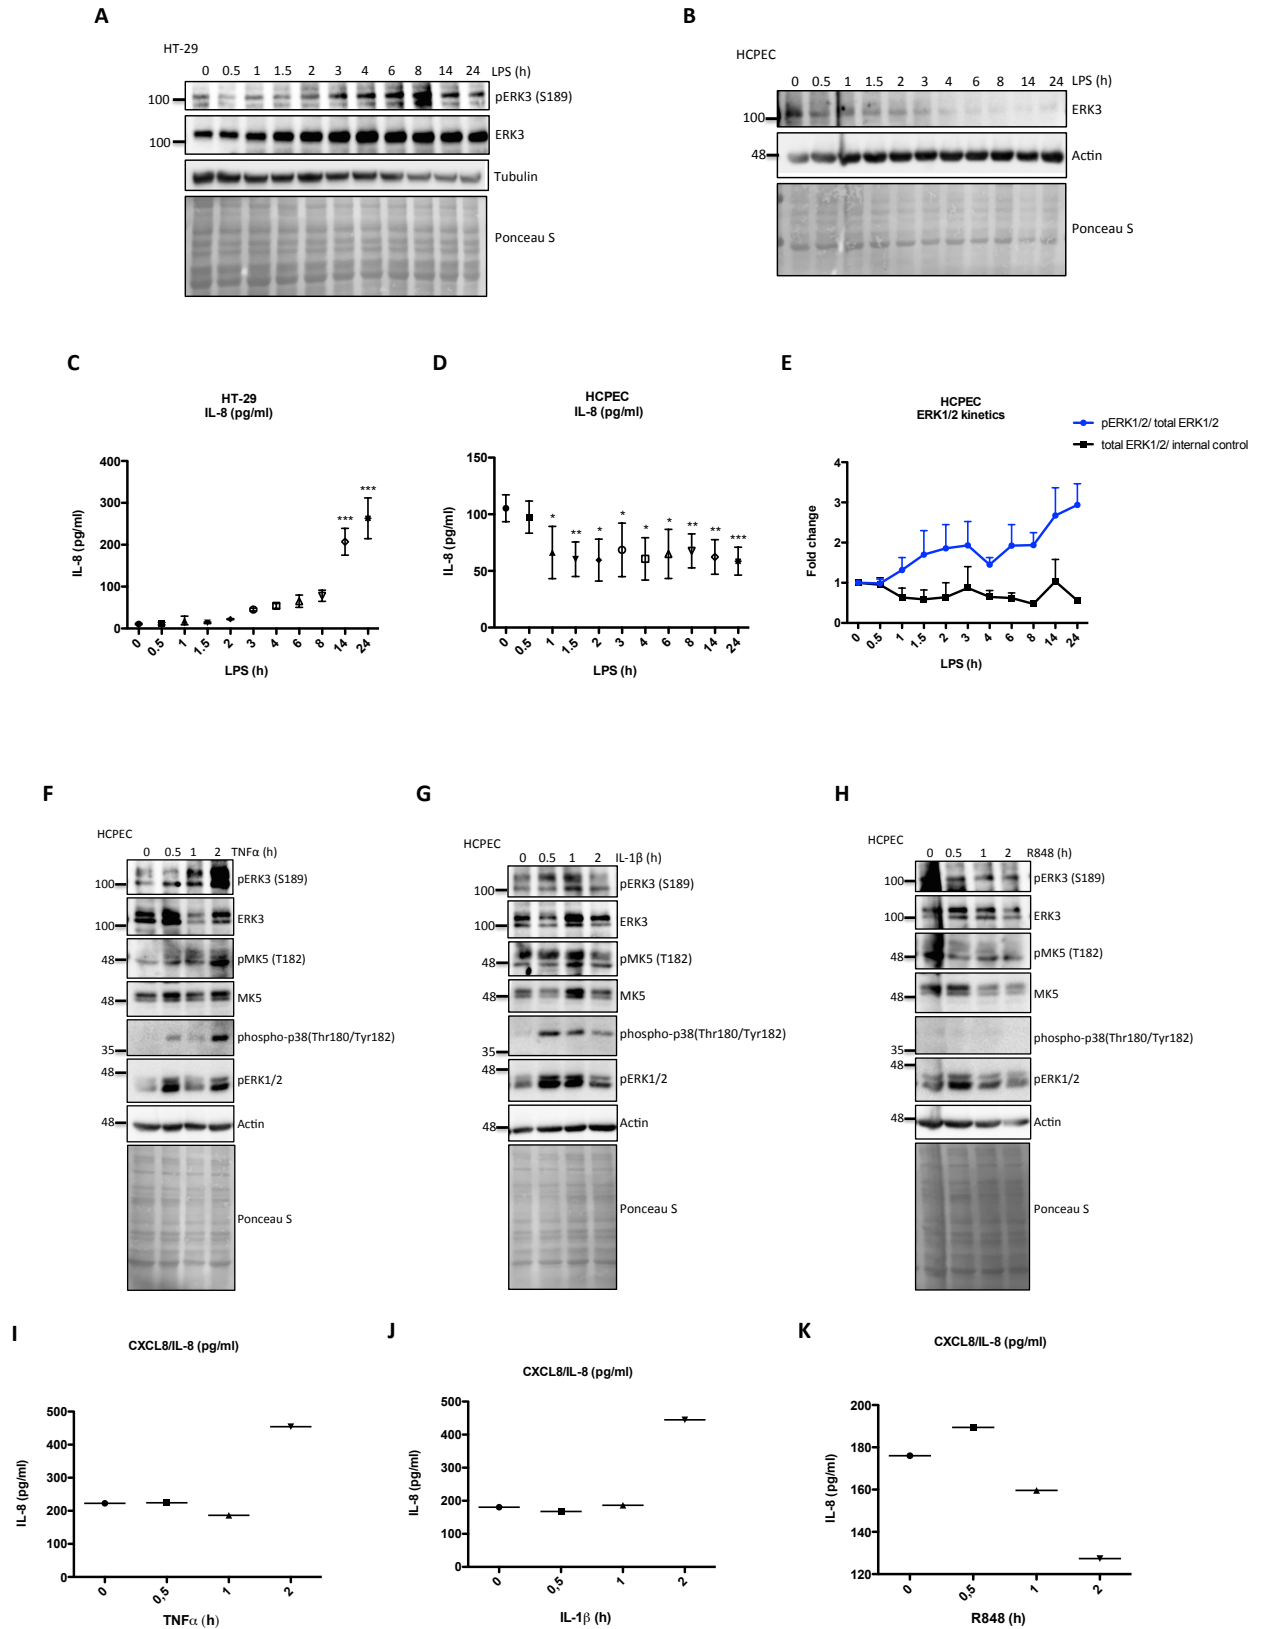 A
HT-29
0 0.5 1 1.5 2 3 4 6 8 14 24 LPS (h)
100 pERK3 (S189)
100 ERK3
Tubulin
Ponceau S
B
HCPEC
0 0.5 1 1.5 2 3 4 6 8 14 24 LPS (h)
100 ERK3
48 Actin
Ponceau S
C
HT-29
IL-8 (pg/ml)
IL-8 (pg/ml)
400
300
200
100
0
***
***
0 0.5 1 1.5 2 3 4 6 8 14 24
LPS (h)
D
HCPEC
IL-8 (pg/ml)
IL-8 (pg/ml)
150
100
50
0
* ** * * * * ** ** ***
0 0.5 1 1.5 2 3 4 6 8 14 24
LPS (h)
E
HCPEC
ERK1/2 kinetics
pERK1/2/ total ERK1/2
total ERK1/2/ internal control
Fold change
4
3
2
1
0
0 0.5 1 1.5 2 3 4 6 8 14 24
LPS (h)
F
HCPEC
0 0.5 1 2 TNFα (h)
100 pERK3 (S189)
100 ERK3
48 pMK5 (T182)
48 MK5
35 phospho-p38(Thr180/Tyr182)
48 pERK1/2
48 Actin
Ponceau S
G
HCPEC
0 0.5 1 2 IL-1β (h)
100 pERK3 (S189)
100 ERK3
48 pMK5 (T182)
48 MK5
35 phospho-p38(Thr180/Tyr182)
48 pERK1/2
48 Actin
Ponceau S
H
HCPEC
0 0.5 1 2 R848 (h)
100 pERK3 (S189)
100 ERK3
48 pMK5 (T182)
48 MK5
35 phospho-p38(Thr180/Tyr182)
48 pERK1/2
48 Actin
Ponceau S
I
CXCL8/IL-8 (pg/ml)
IL-8 (pg/ml)
500
400
300
200
100
0
0 0,5 1 2
TNFα (h)
J
CXCL8/IL-8 (pg/ml)
IL-8 (pg/ml)
500
400
300
200
100
0
0 0,5 1 2
IL-1β (h)
K
CXCL8/IL-8 (pg/ml)
IL-8 (pg/ml)
200
180
160
140
120
0 0,5 1 2
R848 (h)